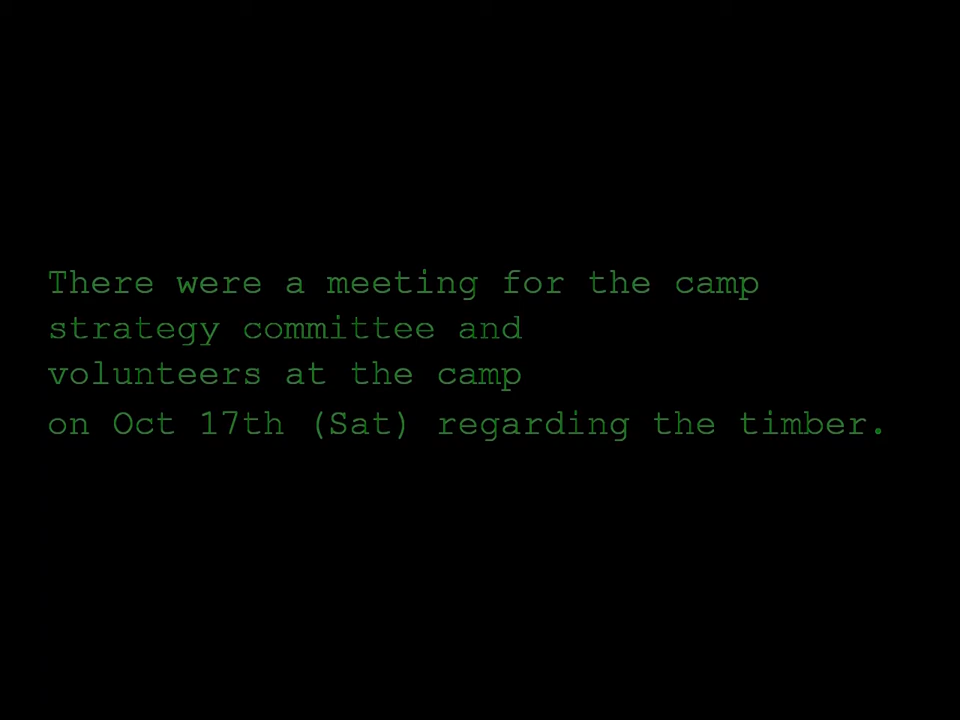 There were a meeting for the camp
strategy committee and
volunteers at the camp
on Oct 17th (Sat) regarding the timber.